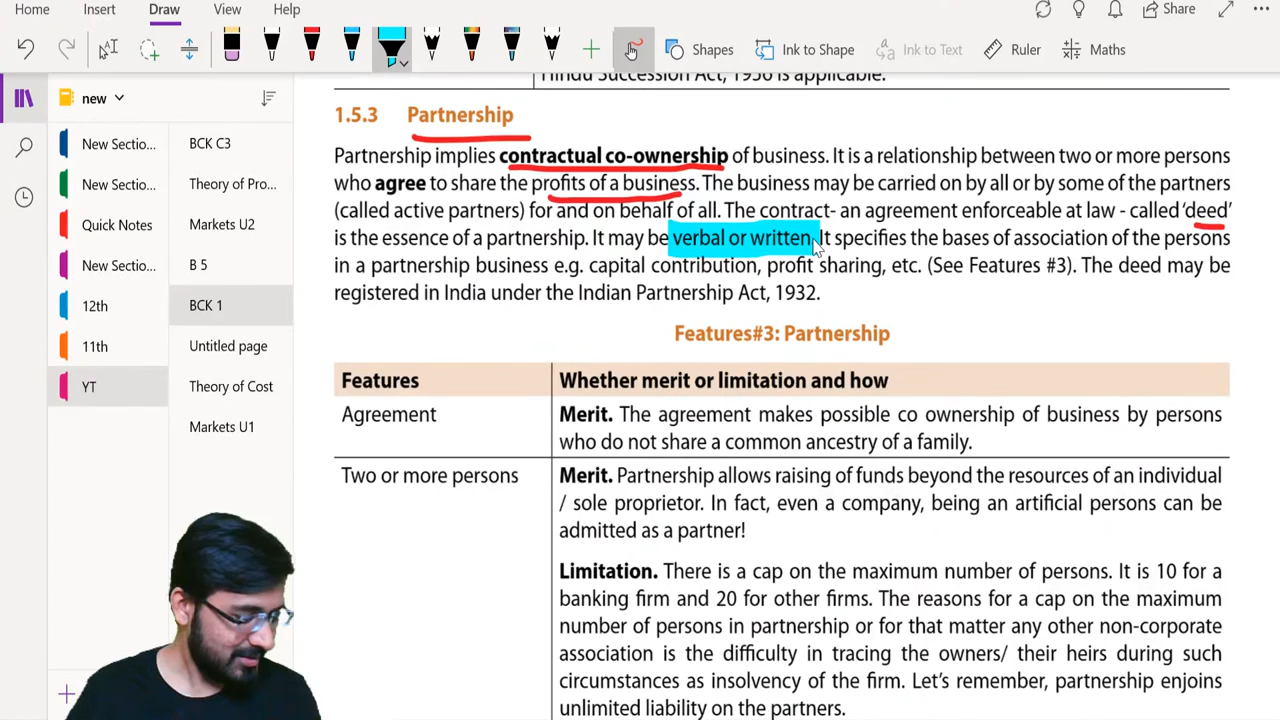 Home Insert Draw View Help Share
Shapes Ink to Shape Ink to Text Ruler Maths
new
New Sectio...
New Sectio...
Quick Notes
New Sectio...
12th
11th
YT
BCK C3
Theory of Pro...
Markets U2
B 5
BCK 1
Untitled page
Theory of Cost
Markets U1
Hindu Succession Act, 1956 is applicable.
1.5.3 Partnership
Partnership implies contractual co-ownership of business. It is a relationship between two or more persons
who agree to share the profits of a business. The business may be carried on by all or by some of the partners
(called active partners) for and on behalf of all. The contract- an agreement enforceable at law - called ‘deed’
is the essence of a partnership. It may be verbal or written. It specifies the bases of association of the persons
in a partnership business e.g. capital contribution, profit sharing, etc. (See Features #3). The deed may be
registered in India under the Indian Partnership Act, 1932.
Features#3: Partnership
Features Whether merit or limitation and how
Agreement Merit. The agreement makes possible co ownership of business by persons
who do not share a common ancestry of a family.
Two or more persons Merit. Partnership allows raising of funds beyond the resources of an individual
/ sole proprietor. In fact, even a company, being an artificial persons can be
admitted as a partner!
Limitation. There is a cap on the maximum number of persons. It is 10 for a
banking firm and 20 for other firms. The reasons for a cap on the maximum
number of persons in partnership or for that matter any other non-corporate
association is the difficulty in tracing the owners/ their heirs during such
circumstances as insolvency of the firm. Let’s remember, partnership enjoins
unlimited liability on the partners.